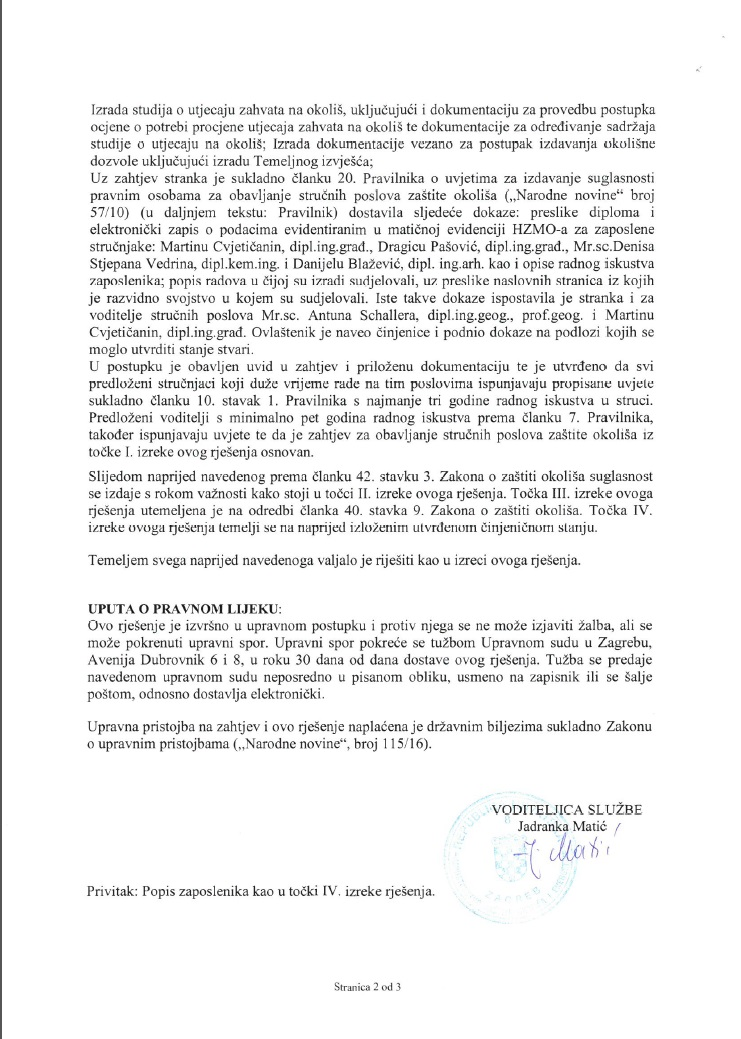 Izrada studija o utjecaju zahvata na okoliš, uključujući i dokumentaciju za provedbu postupka
ocjene o potrebi procjene utjecaja zahvata na okoliš te dokumentacije za određivanje sadržaja
studije o utjecaju na okoliš; Izrada dokumentacije vezano za postupak izdavanja okolišne
dozvole uključujući izradu Temeljnog izvješća;
Uz zahtjev stranka je sukladno članku 20. Pravilnika o uvjetima za izdavanje suglasnosti
pravnim osobama za obavljanje stručnih poslova zaštite okoliša („Narodne novine“ broj
57/10) (u daljnjem tekstu: Pravilnik) dostavila sljedeće dokaze: preslike diploma i
elektronički zapis o podacima evidentiranim u matičnoj evidenciji HZMO-a za zaposlene
stručnjake: Martinu Cvjetičanin, dipl.ing.građ., Dragicu Pašović, dipl.ing.građ., Mr.sc.Denisa
Stjepana Vedrina, dipl.kem.ing. i Danijelu Blažević, dipl. ing.arh. kao i opise radnog iskustva
zaposlenika; popis radova u čijoj su izradi sudjelovali, uz preslike naslovnih stranica iz kojih
je razvidno svojstvo u kojem su sudjelovali. Iste takve dokaze ispostavila je stranka i za
voditelje stručnih poslova Mr.sc. Antuna Schallera, dipl.ing.geog., prof.geog. i Martinu
Cvjetičanin, dipl.ing.građ. Ovlaštenik je naveo činjenice i podnio dokaze na podlozi kojih se
moglo utvrditi stanje stvari.
U postupku je obavljen uvid u zahtjev i priloženu dokumentaciju te je utvrđeno da svi
predloženi stručnjaci koji duže vrijeme rade na tim poslovima ispunjavaju propisane uvjete
sukladno članku 10. stavak 1. Pravilnika s najmanje tri godine radnog iskustva u struci.
Predloženi voditelji s minimalno pet godina radnog iskustva prema članku 7. Pravilnika,
također ispunjavaju uvjete te da je zahtjev za obavljanje stručnih poslova zaštite okoliša iz
točke I. izreke ovog rješenja osnovan.
Slijedom naprijed navedenog prema članku 42. stavku 3. Zakona o zaštiti okoliša suglasnost
se izdaje s rokom važnosti kako stoji u točci II. izreke ovoga rješenja. Točka III. izreke ovoga
rješenja utemeljena je na odredbi članka 40. stavka 9. Zakona o zaštiti okoliša. Točka IV.
izreke ovoga rješenja temelji se na naprijed izloženim utvrđenom činjeničnom stanju.
Temeljem svega naprijed navedenoga valjalo je riješiti kao u izreci ovoga rješenja.
UPUTA O PRAVNOM LIJEKU:
Ovo rješenje je izvršno u upravnom postupku i protiv njega se ne može izjaviti žalba, ali se
može pokrenuti upravni spor. Upravni spor pokreće se tužbom Upravnom sudu u Zagrebu,
Avenija Dubrovnik 6 i 8, u roku 30 dana od dana dostave ovog rješenja. Tužba se predaje
navedenom upravnom sudu neposredno u pisanom obliku, usmeno na zapisnik ili se šalje
poštom, odnosno dostavlja elektronički.
Upravna pristojba na zahtjev i ovo rješenje naplaćena je državnim biljezima sukladno Zakonu
o upravnim pristojbama („Narodne novine“, broj 115/16).
VODITELJICA SLUŽBE
Jadranka Matić
J. Matić
ZAGREB
Privitak: Popis zaposlenika kao u točki IV. izreke rješenja.
Stranica 2 od 3